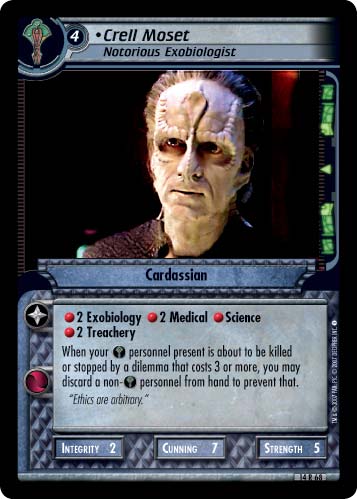 4
•Crell Moset
Notorious Exobiologist
Cardassian
2 Exobiology 2 Medical Science
2 Treachery
When your personnel present is about to be killed
or stopped by a dilemma that costs 3 or more, you may
discard a non- personnel from hand to prevent that.
"Ethics are arbitrary."
INTEGRITY 2 CUNNING 7 STRENGTH 5
14 R 68